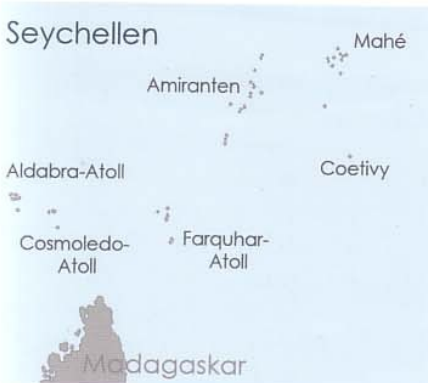 Seychellen
Mahé
Amiranten
Aldabra-Atoll
Coetivy
Cosmoledo-
Atoll
Farquhar-
Atoll
Madagaskar